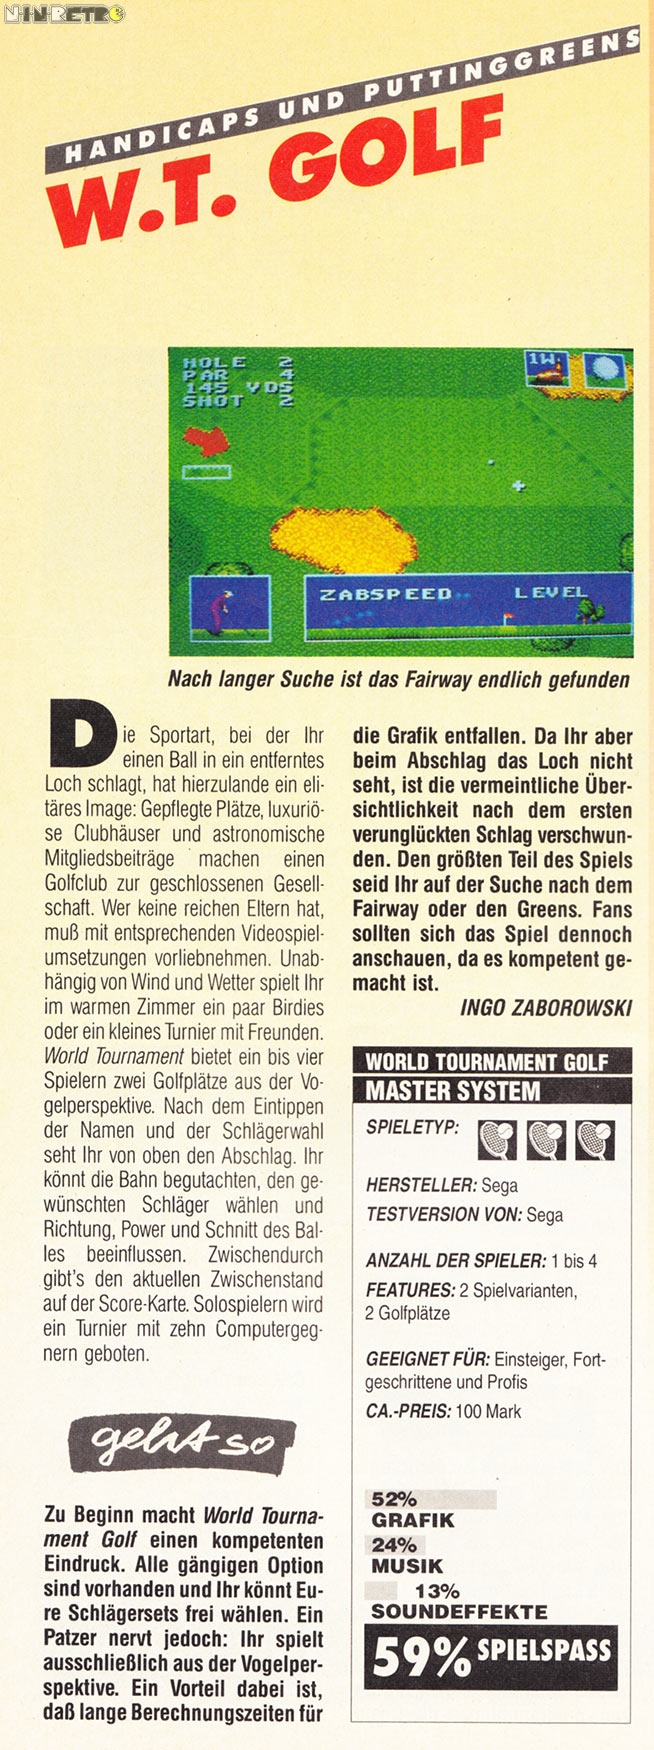 N-I-N-RETRO
HANDICAPS UND PUTTINGGREENS
W.T. GOLF
HOLE 2
PAR 4
145 YDS
SHOT 2
1W
ZABSPEED LEVEL
Nach langer Suche ist das Fairway endlich gefunden
Die Sportart, bei der Ihr
einen Ball in ein entferntes
Loch schlagt, hat hierzulande ein eli-
täres Image: Gepflegte Plätze, luxuriö-
se Clubhäuser und astronomische
Mitgliedsbeiträge machen einen
Golfclub zur geschlossenen Gesell-
schaft. Wer keine reichen Eltern hat,
muß mit entsprechenden Videospiel-
umsetzungen vorliebnehmen. Unab-
hängig von Wind und Wetter spielt Ihr
im warmen Zimmer ein paar Birdies
oder ein kleines Turnier mit Freunden.
World Tournament bietet ein bis vier
Spielern zwei Golfplätze aus der Vo-
gelperspektive. Nach dem Eintippen
der Namen und der Schlägerwahl
seht Ihr von oben den Abschlag. Ihr
könnt die Bahn begutachten, den ge-
wünschten Schläger wählen und
Richtung, Power und Schnitt des Bal-
les beeinflussen. Zwischendurch
gibt's den aktuellen Zwischenstand
auf der Score-Karte. Solospielern wird
ein Turnier mit zehn Computergeg-
nern geboten.
geht so
Zu Beginn macht World Tourna-
ment Golf einen kompetenten
Eindruck. Alle gängigen Option
sind vorhanden und Ihr könnt Eu-
re Schlägersets frei wählen. Ein
Patzer nervt jedoch: Ihr spielt
ausschließlich aus der Vogelper-
spektive. Ein Vorteil dabei ist,
daß lange Berechnungszeiten für
die Grafik entfallen. Da Ihr aber
beim Abschlag das Loch nicht
seht, ist die vermeintliche Über-
sichtlichkeit nach dem ersten
verunglückten Schlag verschwun-
den. Den größten Teil des Spiels
seid Ihr auf der Suche nach dem
Fairway oder den Greens. Fans
sollten sich das Spiel dennoch
anschauen, da es kompetent ge-
macht ist.
INGO ZABOROWSKI
WORLD TOURNAMENT GOLF
MASTER SYSTEM
SPIELETYP:
HERSTELLER: Sega
TESTVERSION VON: Sega
ANZAHL DER SPIELER: 1 bis 4
FEATURES: 2 Spielvarianten,
2 Golfplätze
GEEIGNET FÜR: Einsteiger, Fort-
geschrittene und Profis
CA.-PREIS: 100 Mark
52%
GRAFIK
24%
MUSIK
13%
SOUNDEFFEKTE
59% SPIELSPASS